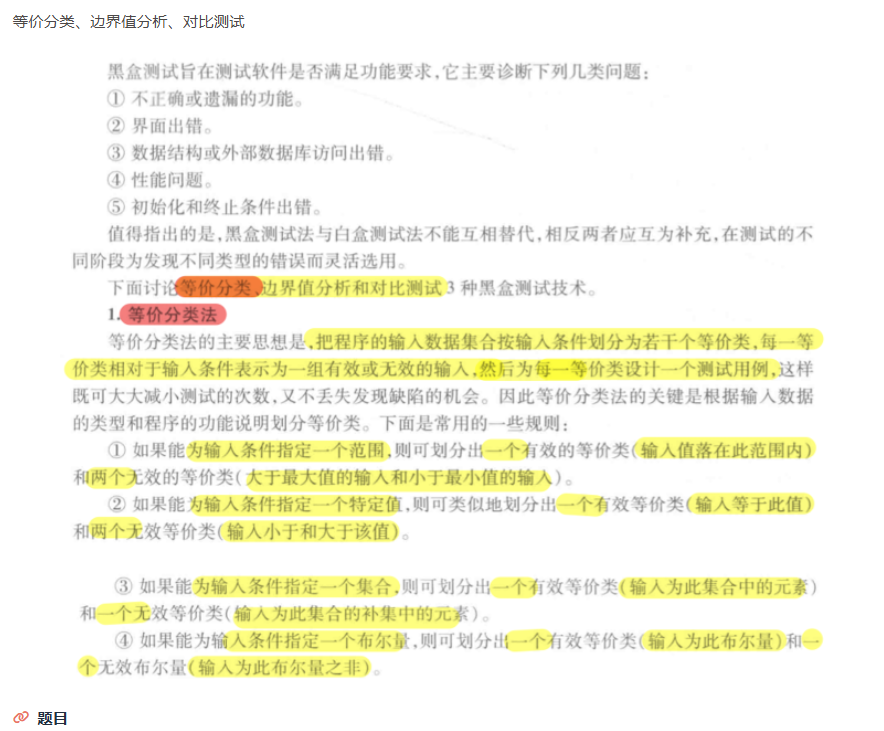 等价分类、边界值分析、对比测试
黑盒测试旨在测试软件是否满足功能要求,它主要诊断下列几类问题:
① 不正确或遗漏的功能。
② 界面出错。
③ 数据结构或外部数据库访问出错。
④ 性能问题。
⑤ 初始化和终止条件出错。
值得指出的是,黑盒测试法与白盒测试法不能互相替代,相反两者应互为补充,在测试的不
同阶段为发现不同类型的错误而灵活选用。
下面讨论等价分类、边界值分析和对比测试 3 种黑盒测试技术。
1. 等价分类法
等价分类法的主要思想是,把程序的输入数据集合按输入条件划分为若干个等价类,每一等
价类相对于输入条件表示为一组有效或无效的输入,然后为每一等价类设计一个测试用例,这样
既可大大减小测试的次数,又不丢失发现缺陷的机会。因此等价分类法的关键是根据输入数据
的类型和程序的功能说明划分等价类。下面是常用的一些规则:
① 如果能为输入条件指定一个范围,则可划分出一个有效的等价类(输入值落在此范围内)
和两个无效的等价类(大于最大值的输入和小于最小值的输入)。
② 如果能为输入条件指定一个特定值,则可类似地划分出一个有效等价类(输入等于此值)
和两个无效等价类(输入小于和大于该值)。
③ 如果能为输入条件指定一个集合,则可划分出一个有效等价类(输入为此集合中的元素)
和一个无效等价类(输入为此集合的补集中的元素)。
④ 如果能为输入条件指定一个布尔量,则可划分出一个有效等价类(输入为此布尔量)和一
个无效布尔量(输入为此布尔量之非)。
题目